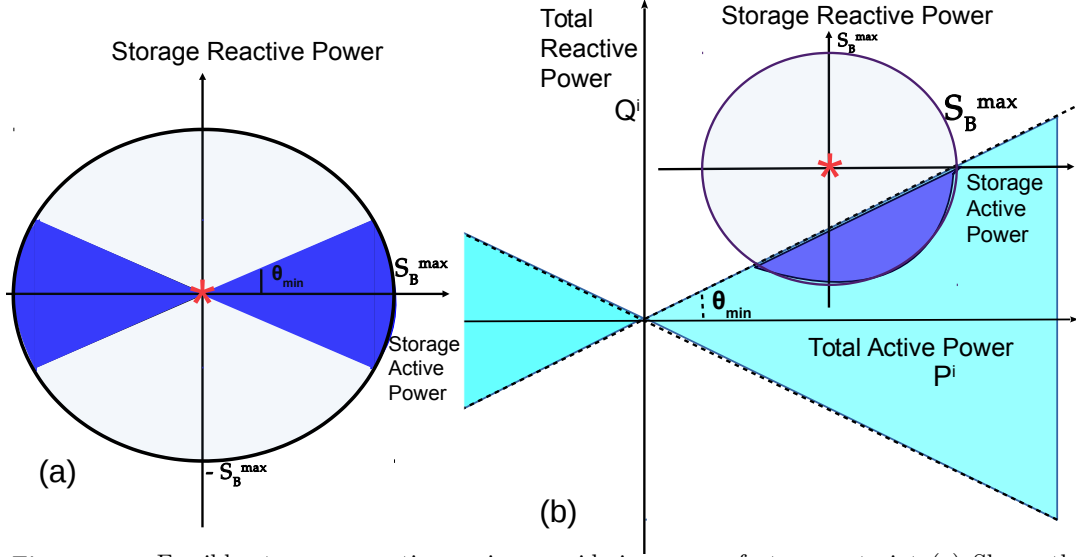 Storage Reactive Power
S_B^max
θ_min
Storage
Active
Power
- S_B^max
(a)
Total
Reactive
Power
Q^i
Storage Reactive Power
S_B^max
S_B^max
Storage
Active
Power
θ_min
Total Active Power
P^i
(b)